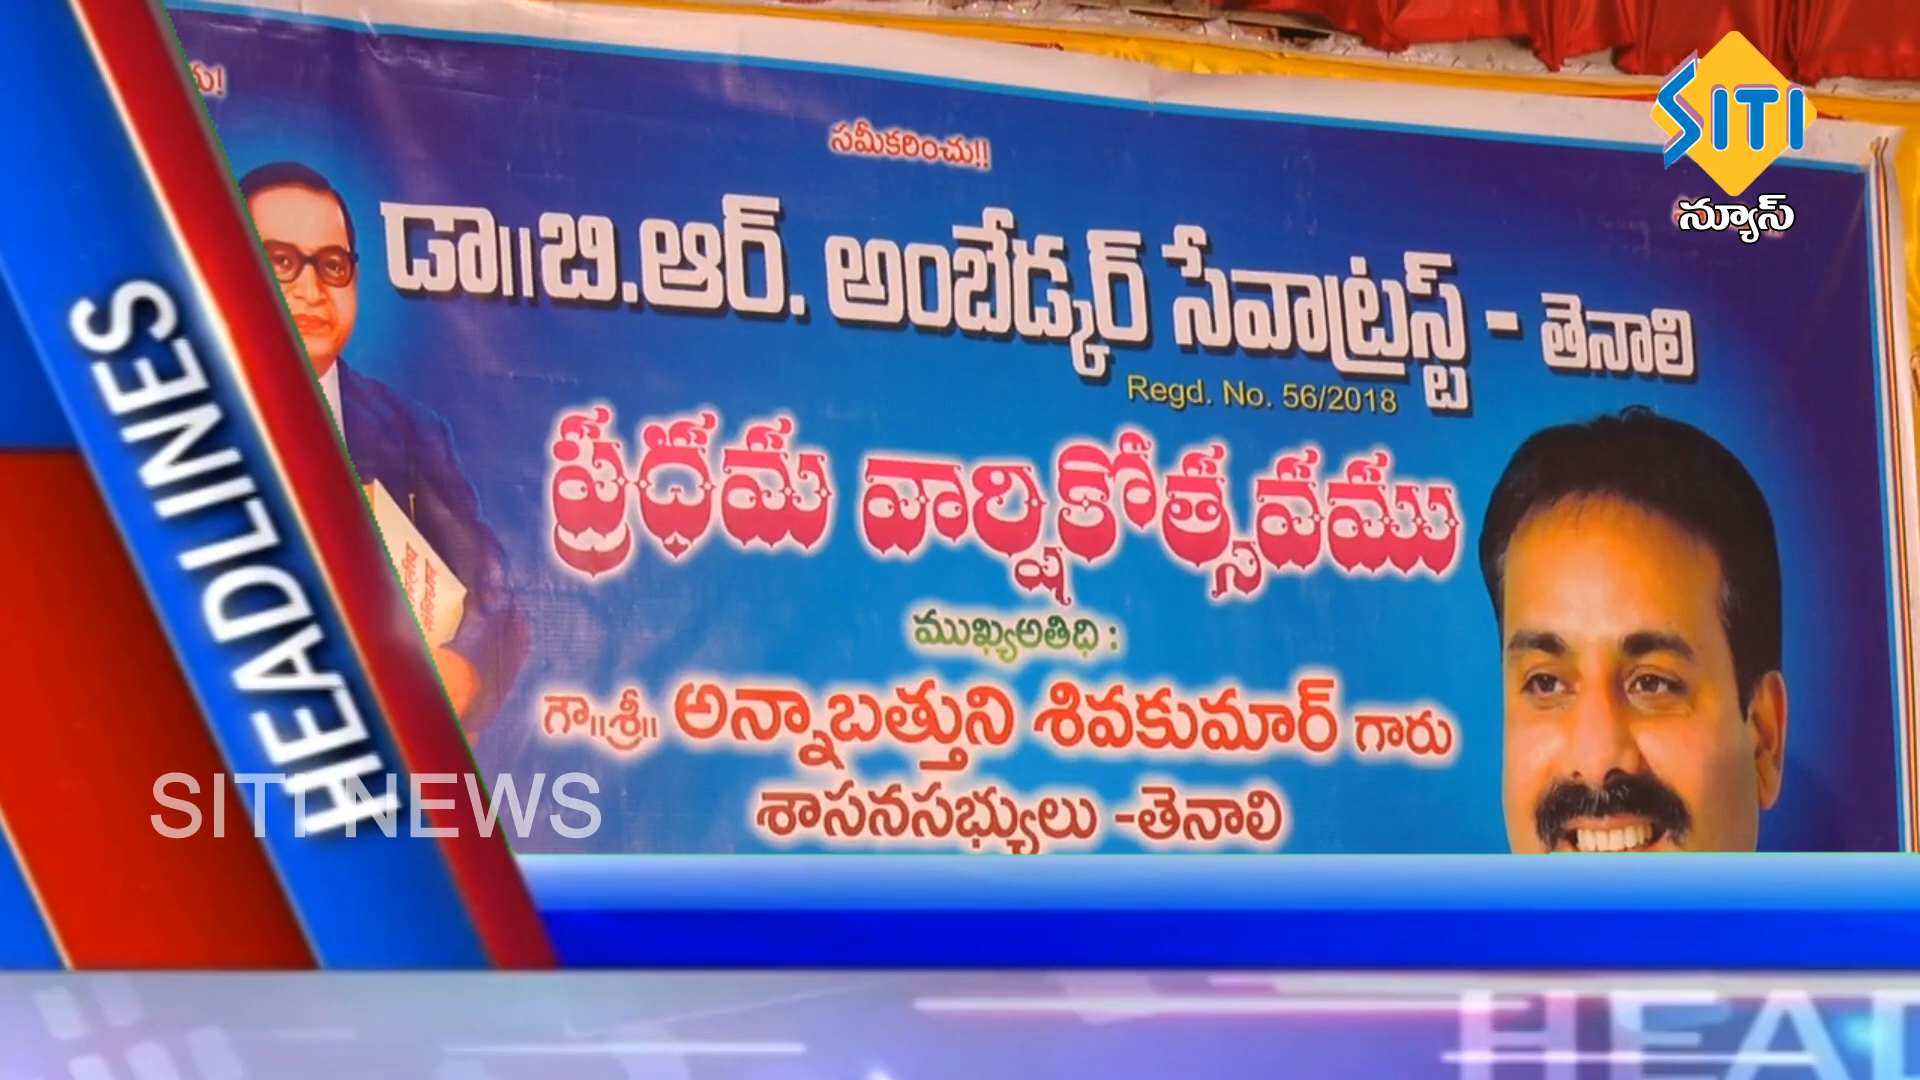 సమీకరించు!!
SITI
న్యూస్
డా||బి.ఆర్. అంబేడ్కర్ సేవాట్రస్ట్ - తెనాలి
Regd. No. 56/2018
ప్రధమ వార్షికోత్సవము
ముఖ్యఅతిధి :
గౌ||శ్రీ|| అన్నాబత్తుని శివకుమార్ గారు
శాసనసభ్యులు -తెనాలి
HEADLINES
SITI NEWS